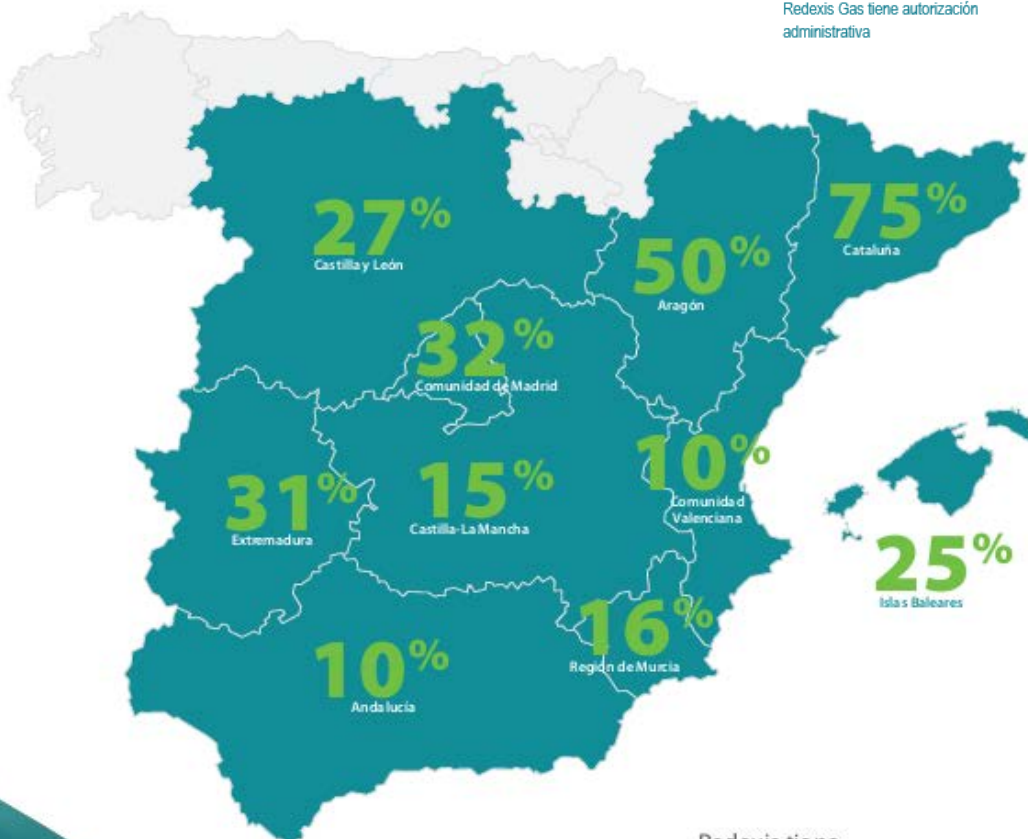 Redexis Gas tiene autorización
administrativa
27%
Castilla y León
75%
Cataluña
50%
Aragón
32%
Comunidad de Madrid
10%
Comunidad
Valenciana
31%
Extremadura
15%
Castilla-La Mancha
25%
Islas Baleares
16%
Región de Murcia
10%
Andalucía